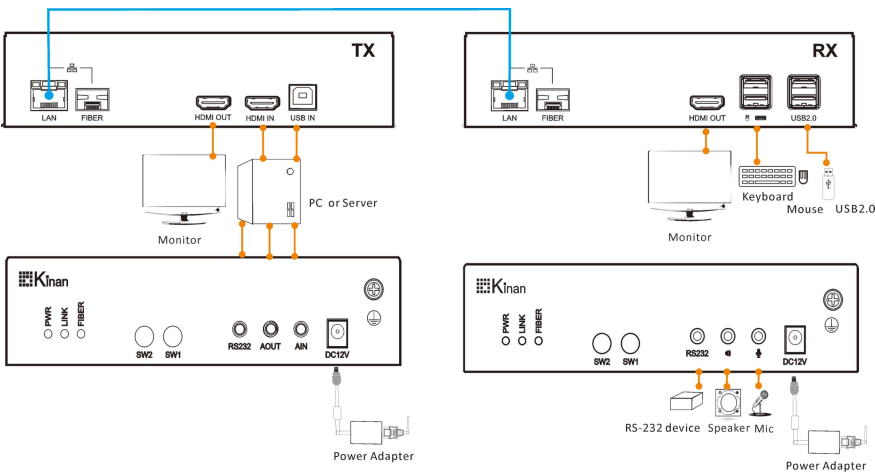 TX
LAN
FIBER
HDMI OUT
HDMI IN
USB IN
RX
LAN
FIBER
HDMI OUT
USB2.0
Monitor
PC or Server
Monitor
Keyboard
Mouse
USB2.0
Kinan
PWR
LINK
FIBER
SW2
SW1
RS232
AOUT
AIN
DC12V
Power Adapter
Kinan
PWR
LINK
FIBER
SW2
SW1
RS232
DC12V
RS-232 device
Speaker
Mic
Power Adapter